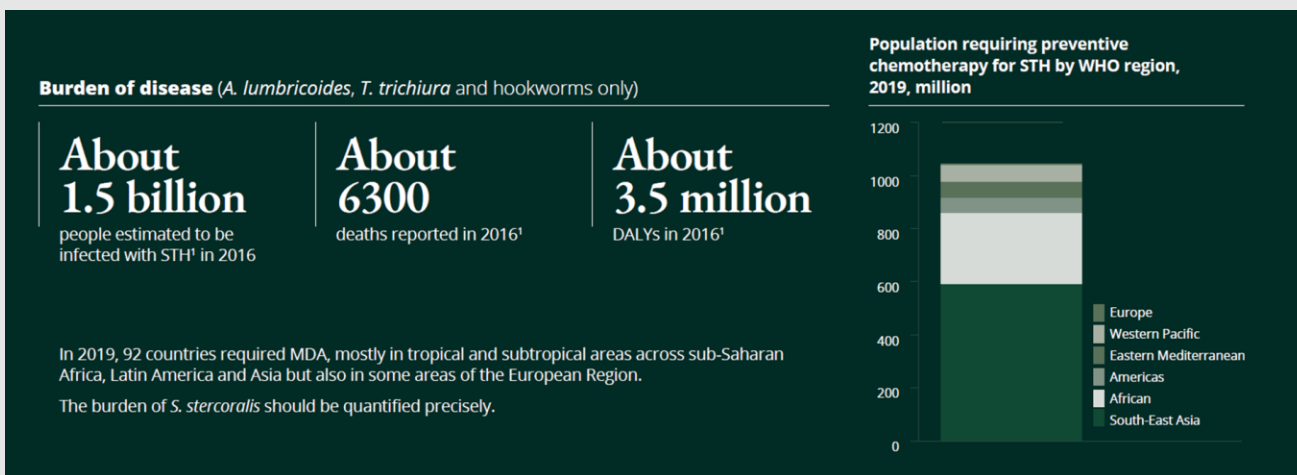 Burden of disease (A. lumbricoides, T. trichiura and hookworms only)
About
1.5 billion
people estimated to be
infected with STH¹ in 2016
About
6300
deaths reported in 2016¹
About
3.5 million
DALYs in 2016¹
In 2019, 92 countries required MDA, mostly in tropical and subtropical areas across sub-Saharan
Africa, Latin America and Asia but also in some areas of the European Region.
The burden of S. stercoralis should be quantified precisely.
Population requiring preventive
chemotherapy for STH by WHO region,
2019, million
1200
1000
800
600
400
200
0
Europe
Western Pacific
Eastern Mediterranean
Americas
African
South-East Asia